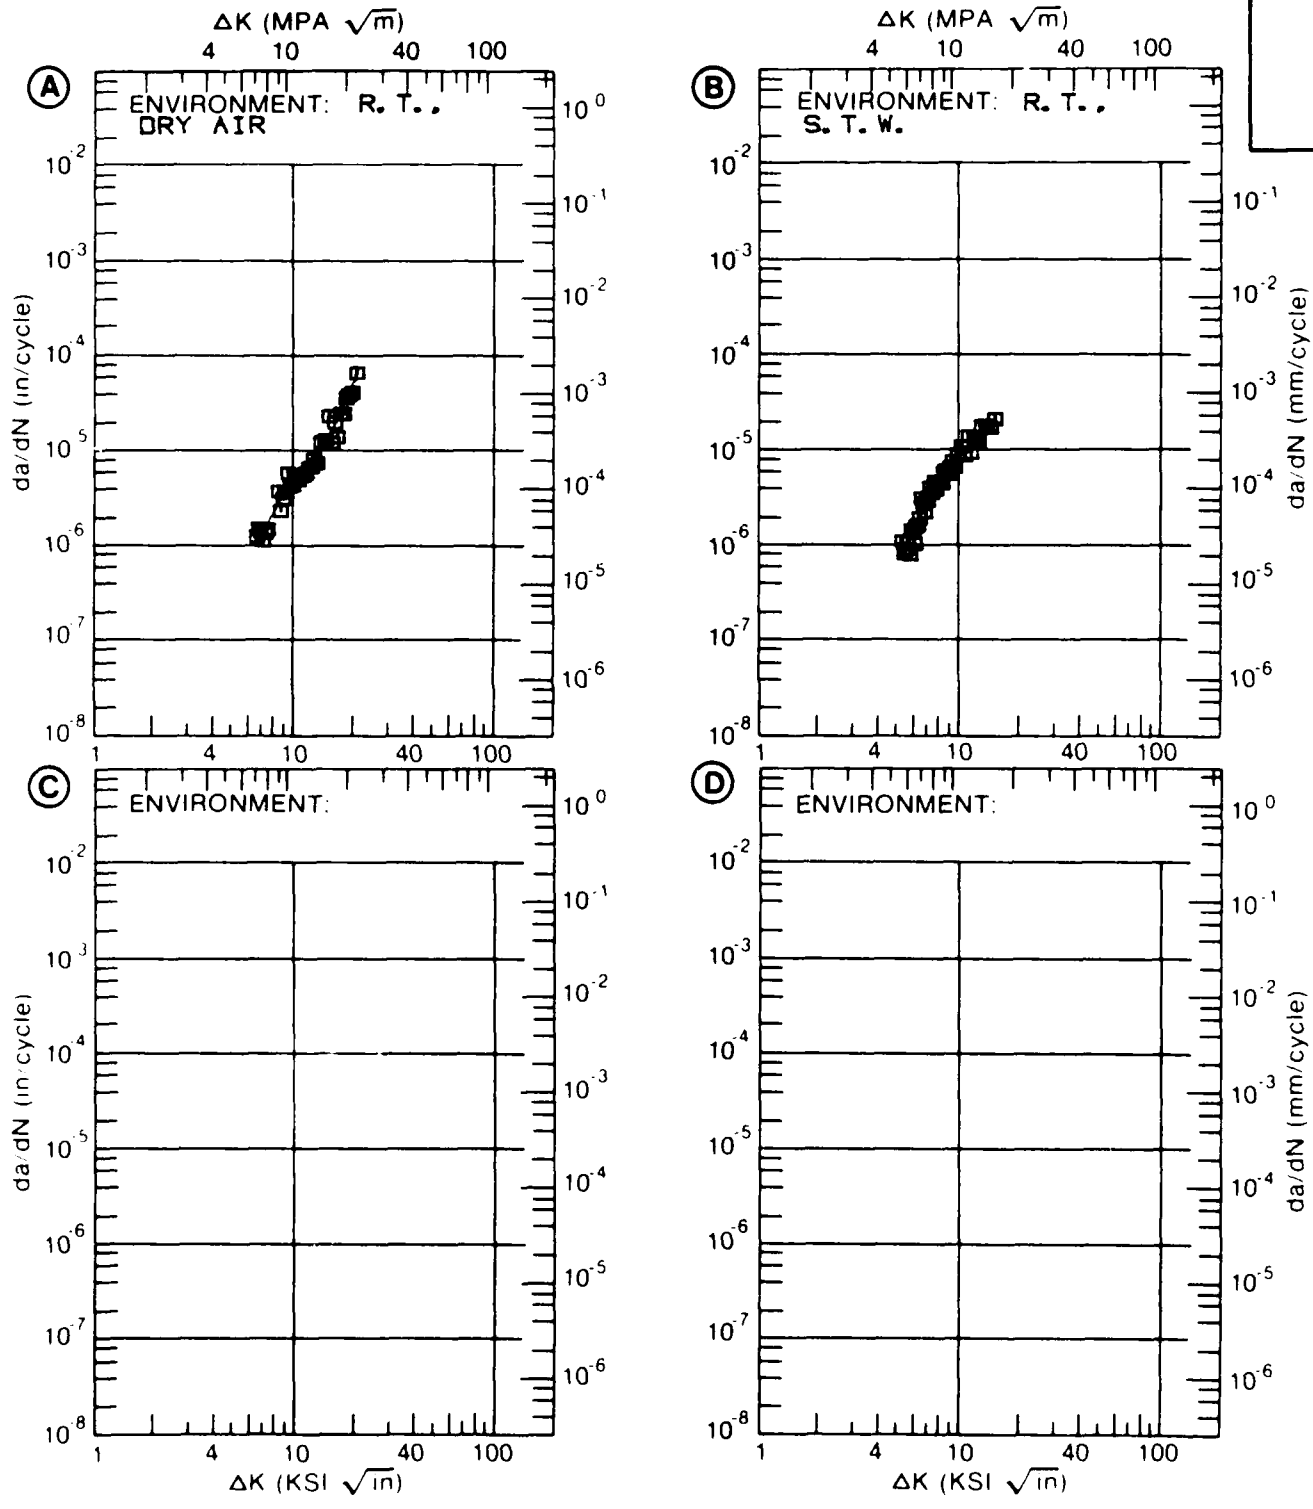 ΔK (MPA √m) ΔK (MPA √m)
4 10 40 100 4 10 40 100
A ENVIRONMENT: R. T., B ENVIRONMENT: R. T.,
DRY AIR S. T. W.
10^0
10^-2 10^-2
10^-1 10^-1
10^-3 10^-3
10^-2 10^-2
10^-4 10^-4
10^-3 10^-3
10^-5 10^-5
10^-4 10^-4
10^-6 10^-6
10^-5 10^-5
10^-7 10^-7
10^-6 10^-6
10^-8 10^-8
da/dN (in/cycle) da/dN (mm/cycle)
1 4 10 40 100 1 4 10 40 100
C ENVIRONMENT: D ENVIRONMENT:
10^0 10^0
10^-2 10^-2
10^-1 10^-1
10^-3 10^-3
10^-2 10^-2
10^-4 10^-4
10^-3 10^-3
10^-5 10^-5
10^-4 10^-4
10^-6 10^-6
10^-5 10^-5
10^-7 10^-7
10^-6 10^-6
10^-8 10^-8
da/dN (in/cycle) da/dN (mm/cycle)
1 4 10 40 100 1 4 10 40 100
ΔK (KSI √in) ΔK (KSI √in)